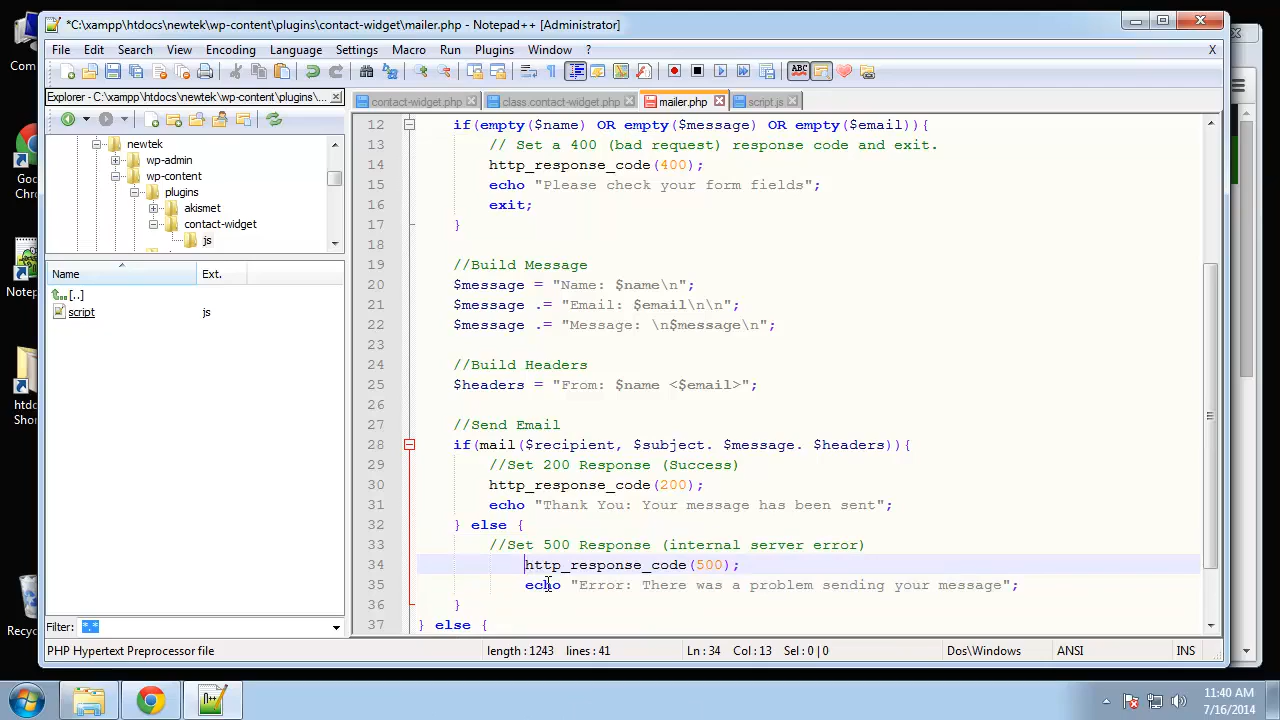 *C:\xampp\htdocs\newtek\wp-content\plugins\contact-widget\mailer.php - Notepad++ [Administrator]
File Edit Search View Encoding Language Settings Macro Run Plugins Window ? X
Explorer - C:\xampp\htdocs\newtek\wp-content\plugins\...
contact-widget.php class.contact-widget.php mailer.php script.js
newtek
wp-admin
wp-content
plugins
akismet
contact-widget
js
Name Ext.
[..]
script js
Filter: *.*
12 if(empty($name) OR empty($message) OR empty($email)){
13 // Set a 400 (bad request) response code and exit.
14 http_response_code(400);
15 echo "Please check your form fields";
16 exit;
17 }
18
19 //Build Message
20 $message = "Name: $name\n";
21 $message .= "Email: $email\n\n";
22 $message .= "Message: \n$message\n";
23
24 //Build Headers
25 $headers = "From: $name <$email>";
26
27 //Send Email
28 if(mail($recipient, $subject. $message. $headers)){
29 //Set 200 Response (Success)
30 http_response_code(200);
31 echo "Thank You: Your message has been sent";
32 } else {
33 //Set 500 Response (internal server error)
34 http_response_code(500);
35 echo "Error: There was a problem sending your message";
36 }
37 } else {
PHP Hypertext Preprocessor file length : 1243 lines : 41 Ln : 34 Col : 13 Sel : 0 | 0 Dos\Windows ANSI INS
Com
Goo
Chr
Notep
htdo
Shor
Recyc
11:40 AM
7/16/2014